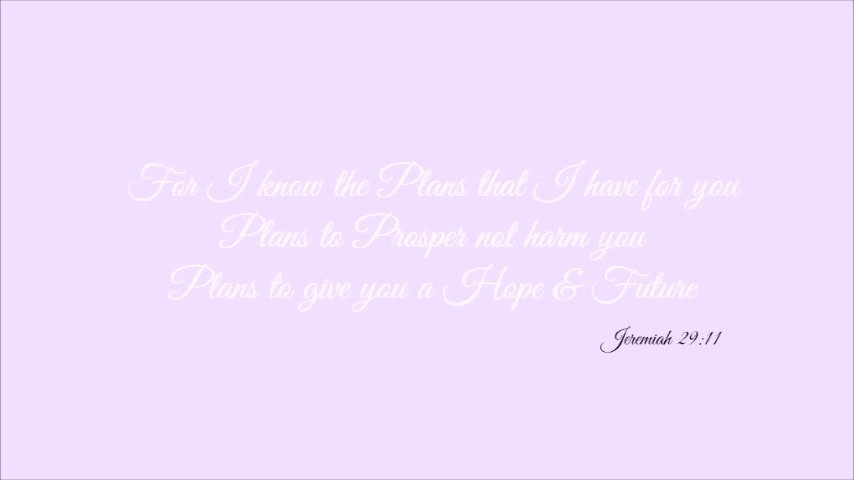 For I know the Plans that I have for you
Plans to Prosper not harm you
Plans to give you a Hope & Future
Jeremiah 29:11